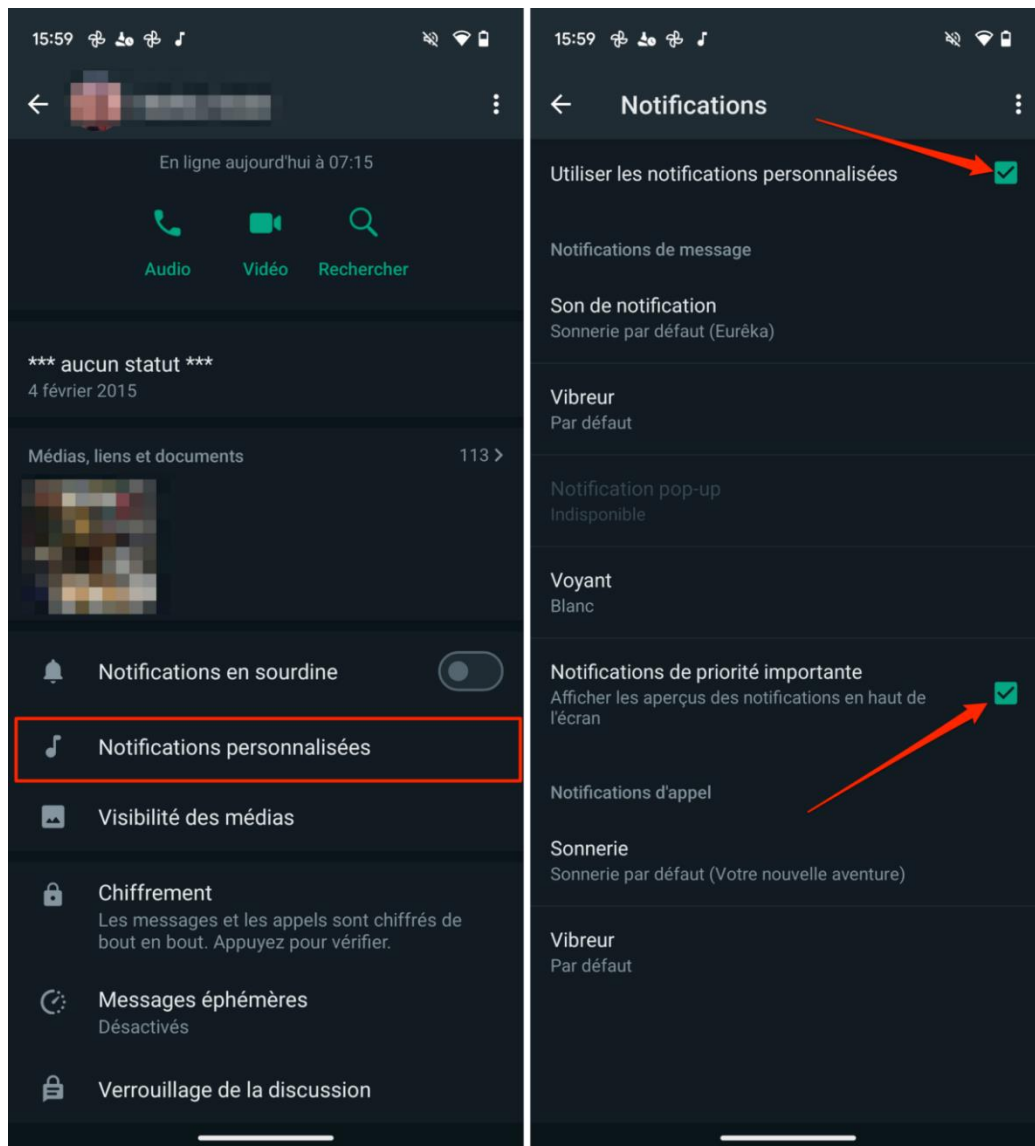 15:59
En ligne aujourd'hui à 07:15
Audio Vidéo Rechercher
*** aucun statut ***
4 février 2015
Médias, liens et documents 113
Notifications en sourdine
Notifications personnalisées
Visibilité des médias
Chiffrement
Les messages et les appels sont chiffrés de
bout en bout. Appuyez pour vérifier.
Messages éphémères
Désactivés
Verrouillage de la discussion
15:59
Notifications
Utiliser les notifications personnalisées
Notifications de message
Son de notification
Sonnerie par défaut (Eurêka)
Vibreur
Par défaut
Notification pop-up
Indisponible
Voyant
Blanc
Notifications de priorité importante
Afficher les aperçus des notifications en haut de
l'écran
Notifications d'appel
Sonnerie
Sonnerie par défaut (Votre nouvelle aventure)
Vibreur
Par défaut